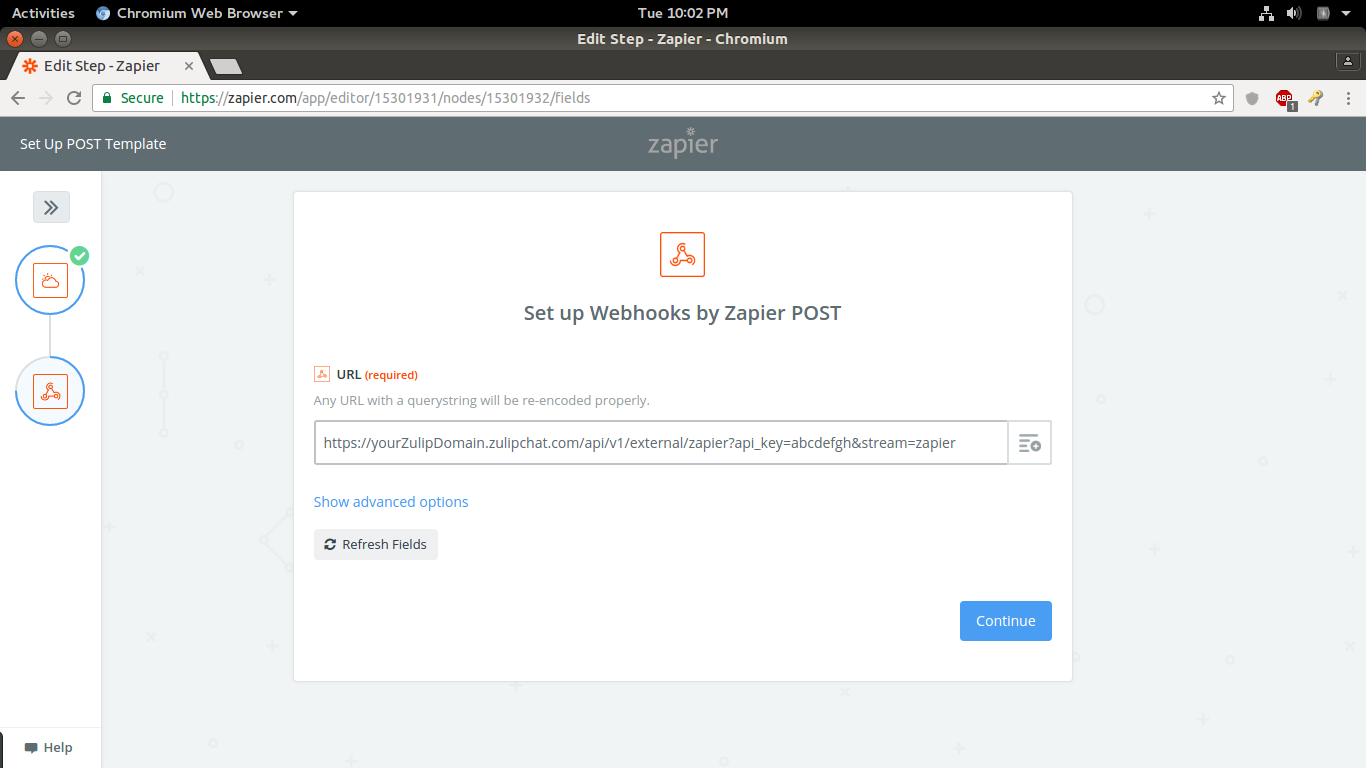 Activities Chromium Web Browser Tue 10:02 PM
Edit Step - Zapier - Chromium
Edit Step - Zapier
Secure https://zapier.com/app/editor/15301931/nodes/15301932/fields ABP 1
Set Up POST Template zapier
Set up Webhooks by Zapier POST
URL (required)
Any URL with a querystring will be re-encoded properly.
https://yourZulipDomain.zulipchat.com/api/v1/external/zapier?api_key=abcdefgh&stream=zapier
Show advanced options
Refresh Fields
Continue
Help